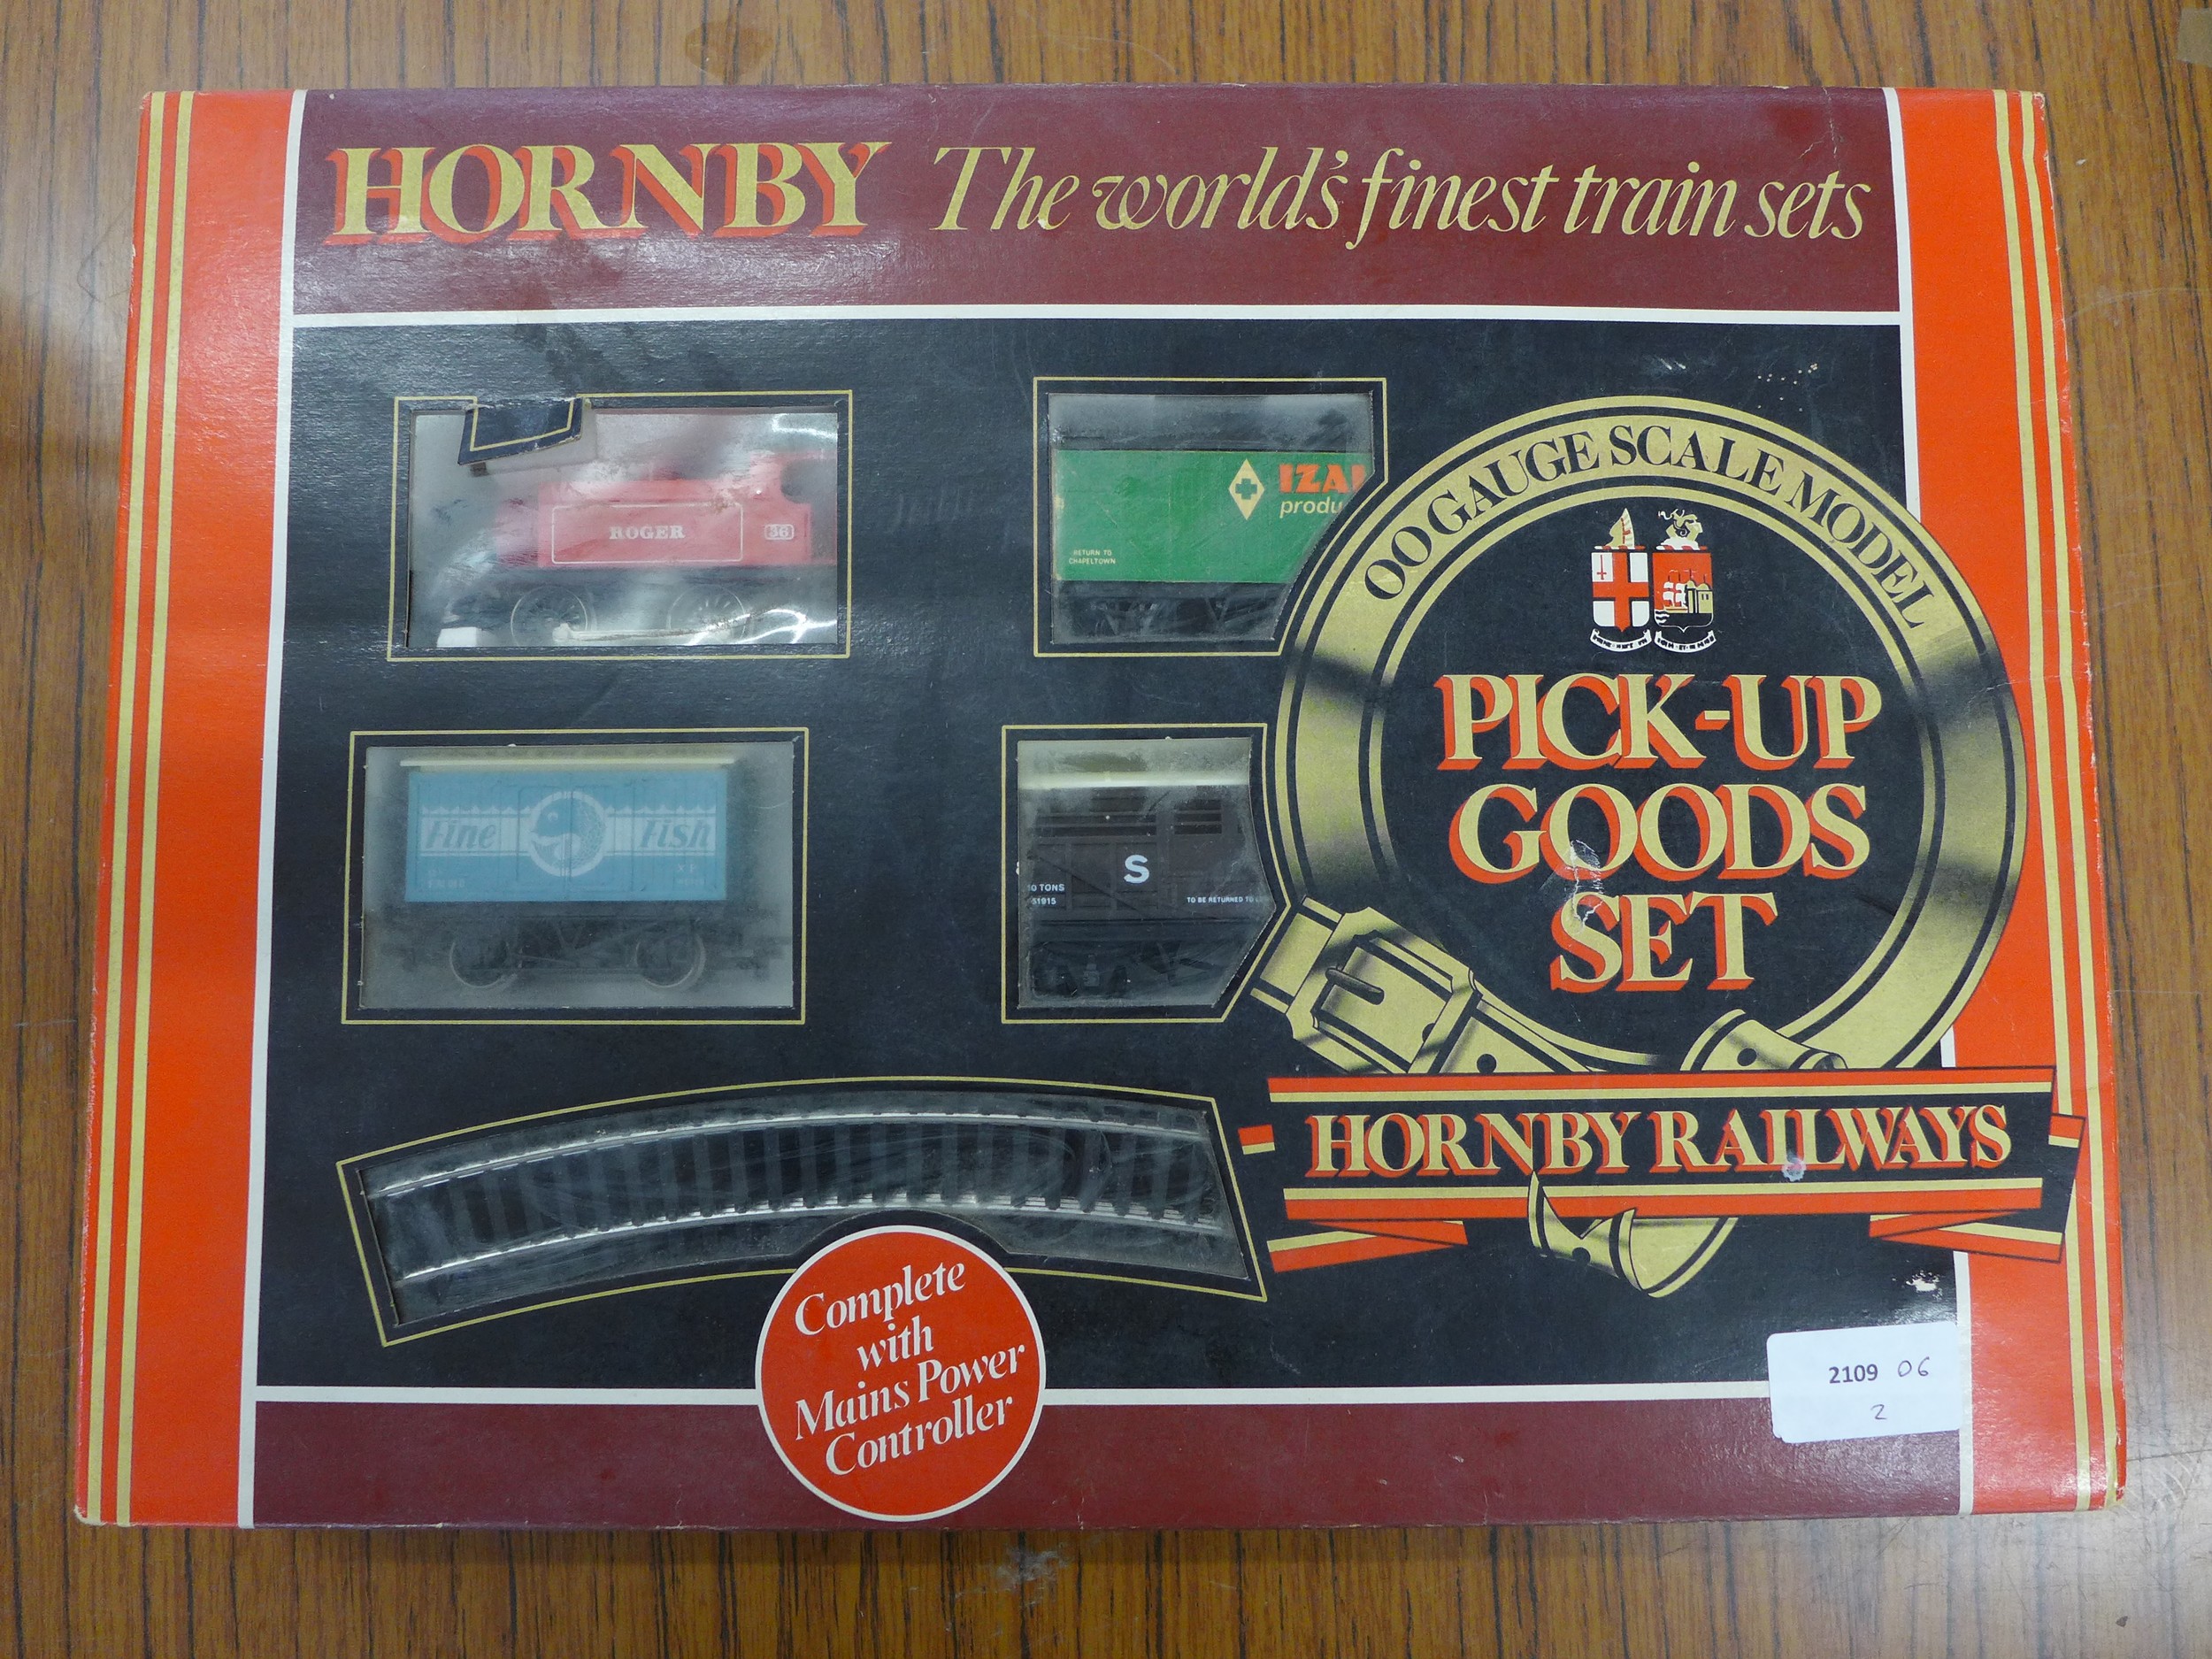 HORNBY The world's finest train sets
OO GAUGE SCALE MODEL
ROGER 36
IZAL
produ
RETURN TO
CHAPELTOWN
PICK-UP
GOODS
SET
Fine Fish
S
10 TONS
51915 TO BE RETURNED TO
HORNBY RAILWAYS
Complete
with
Mains Power
Controller
2109 06
2